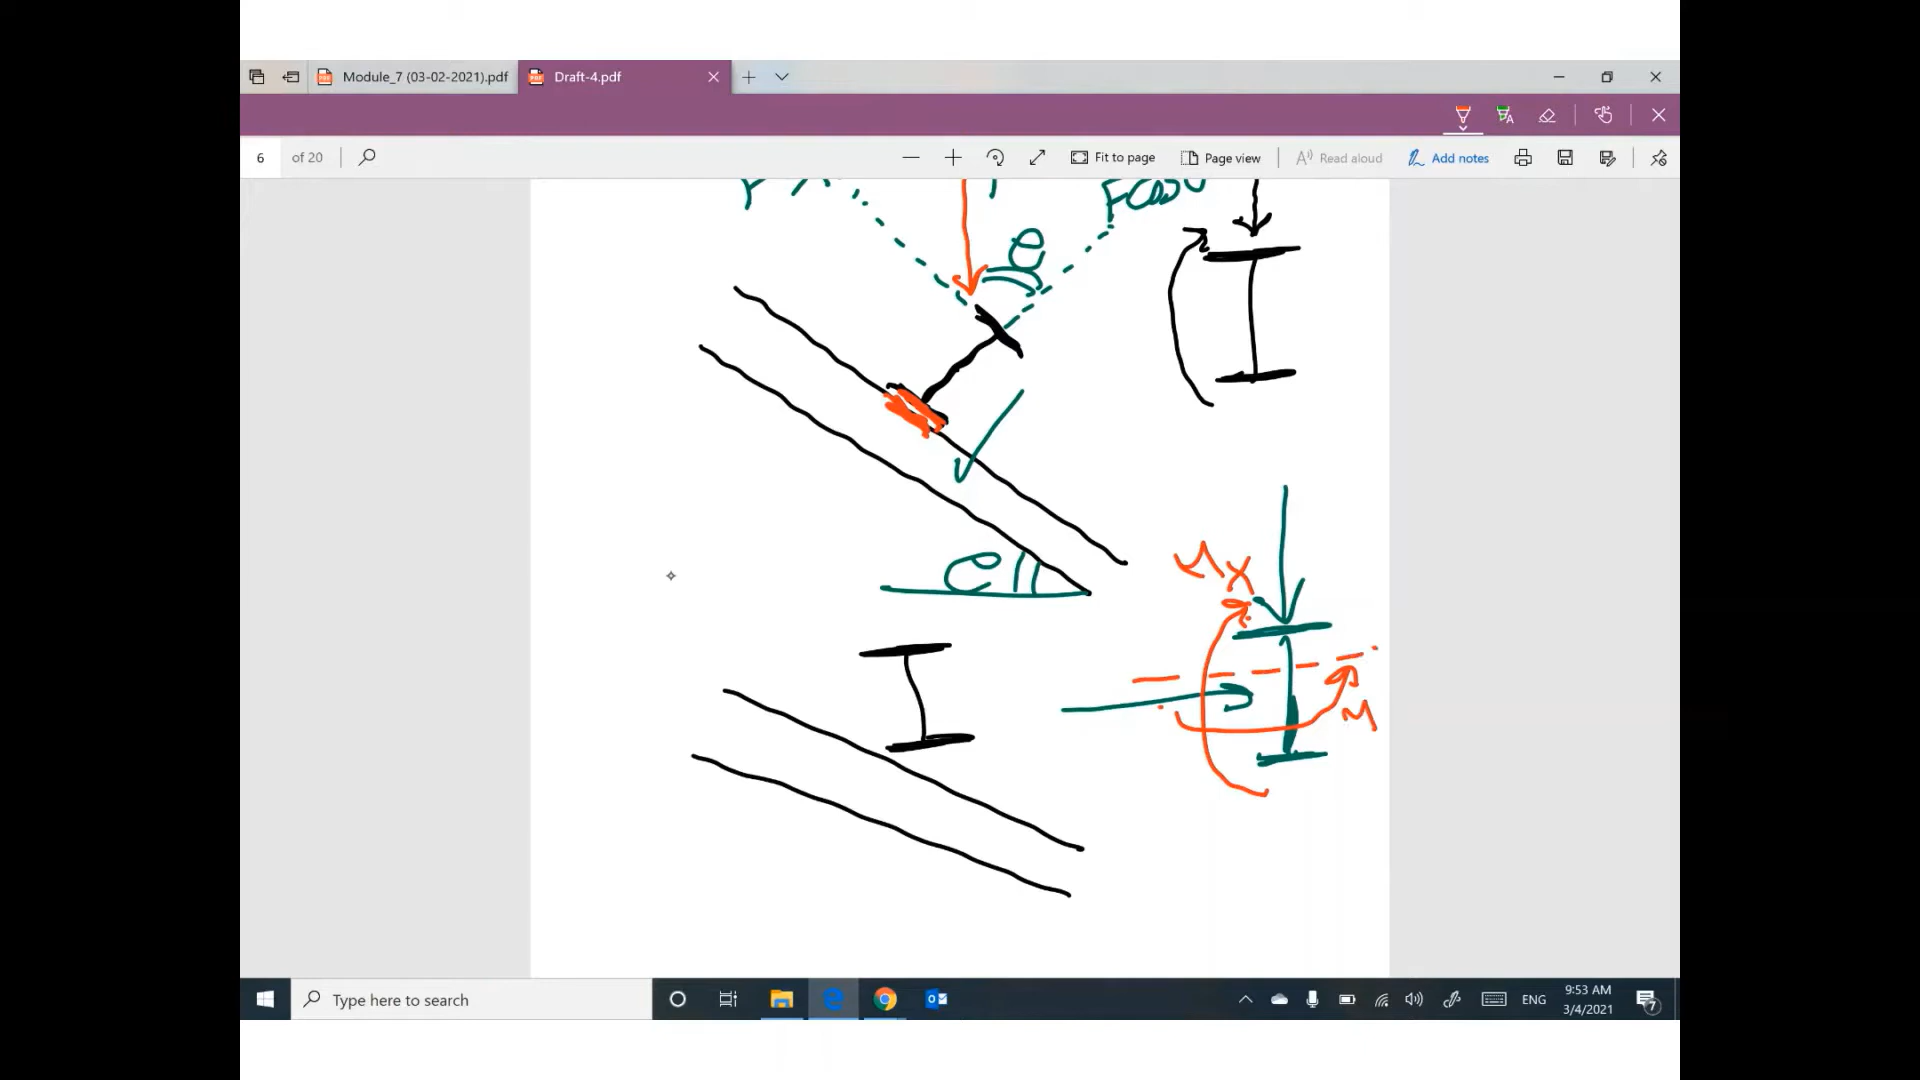 Module_7 (03-02-2021).pdf
Draft-4.pdf
6 of 20
Fit to page
Page view
Read aloud
Add notes
e
e
Mx
M
Type here to search
ENG
9:53 AM
3/4/2021
7